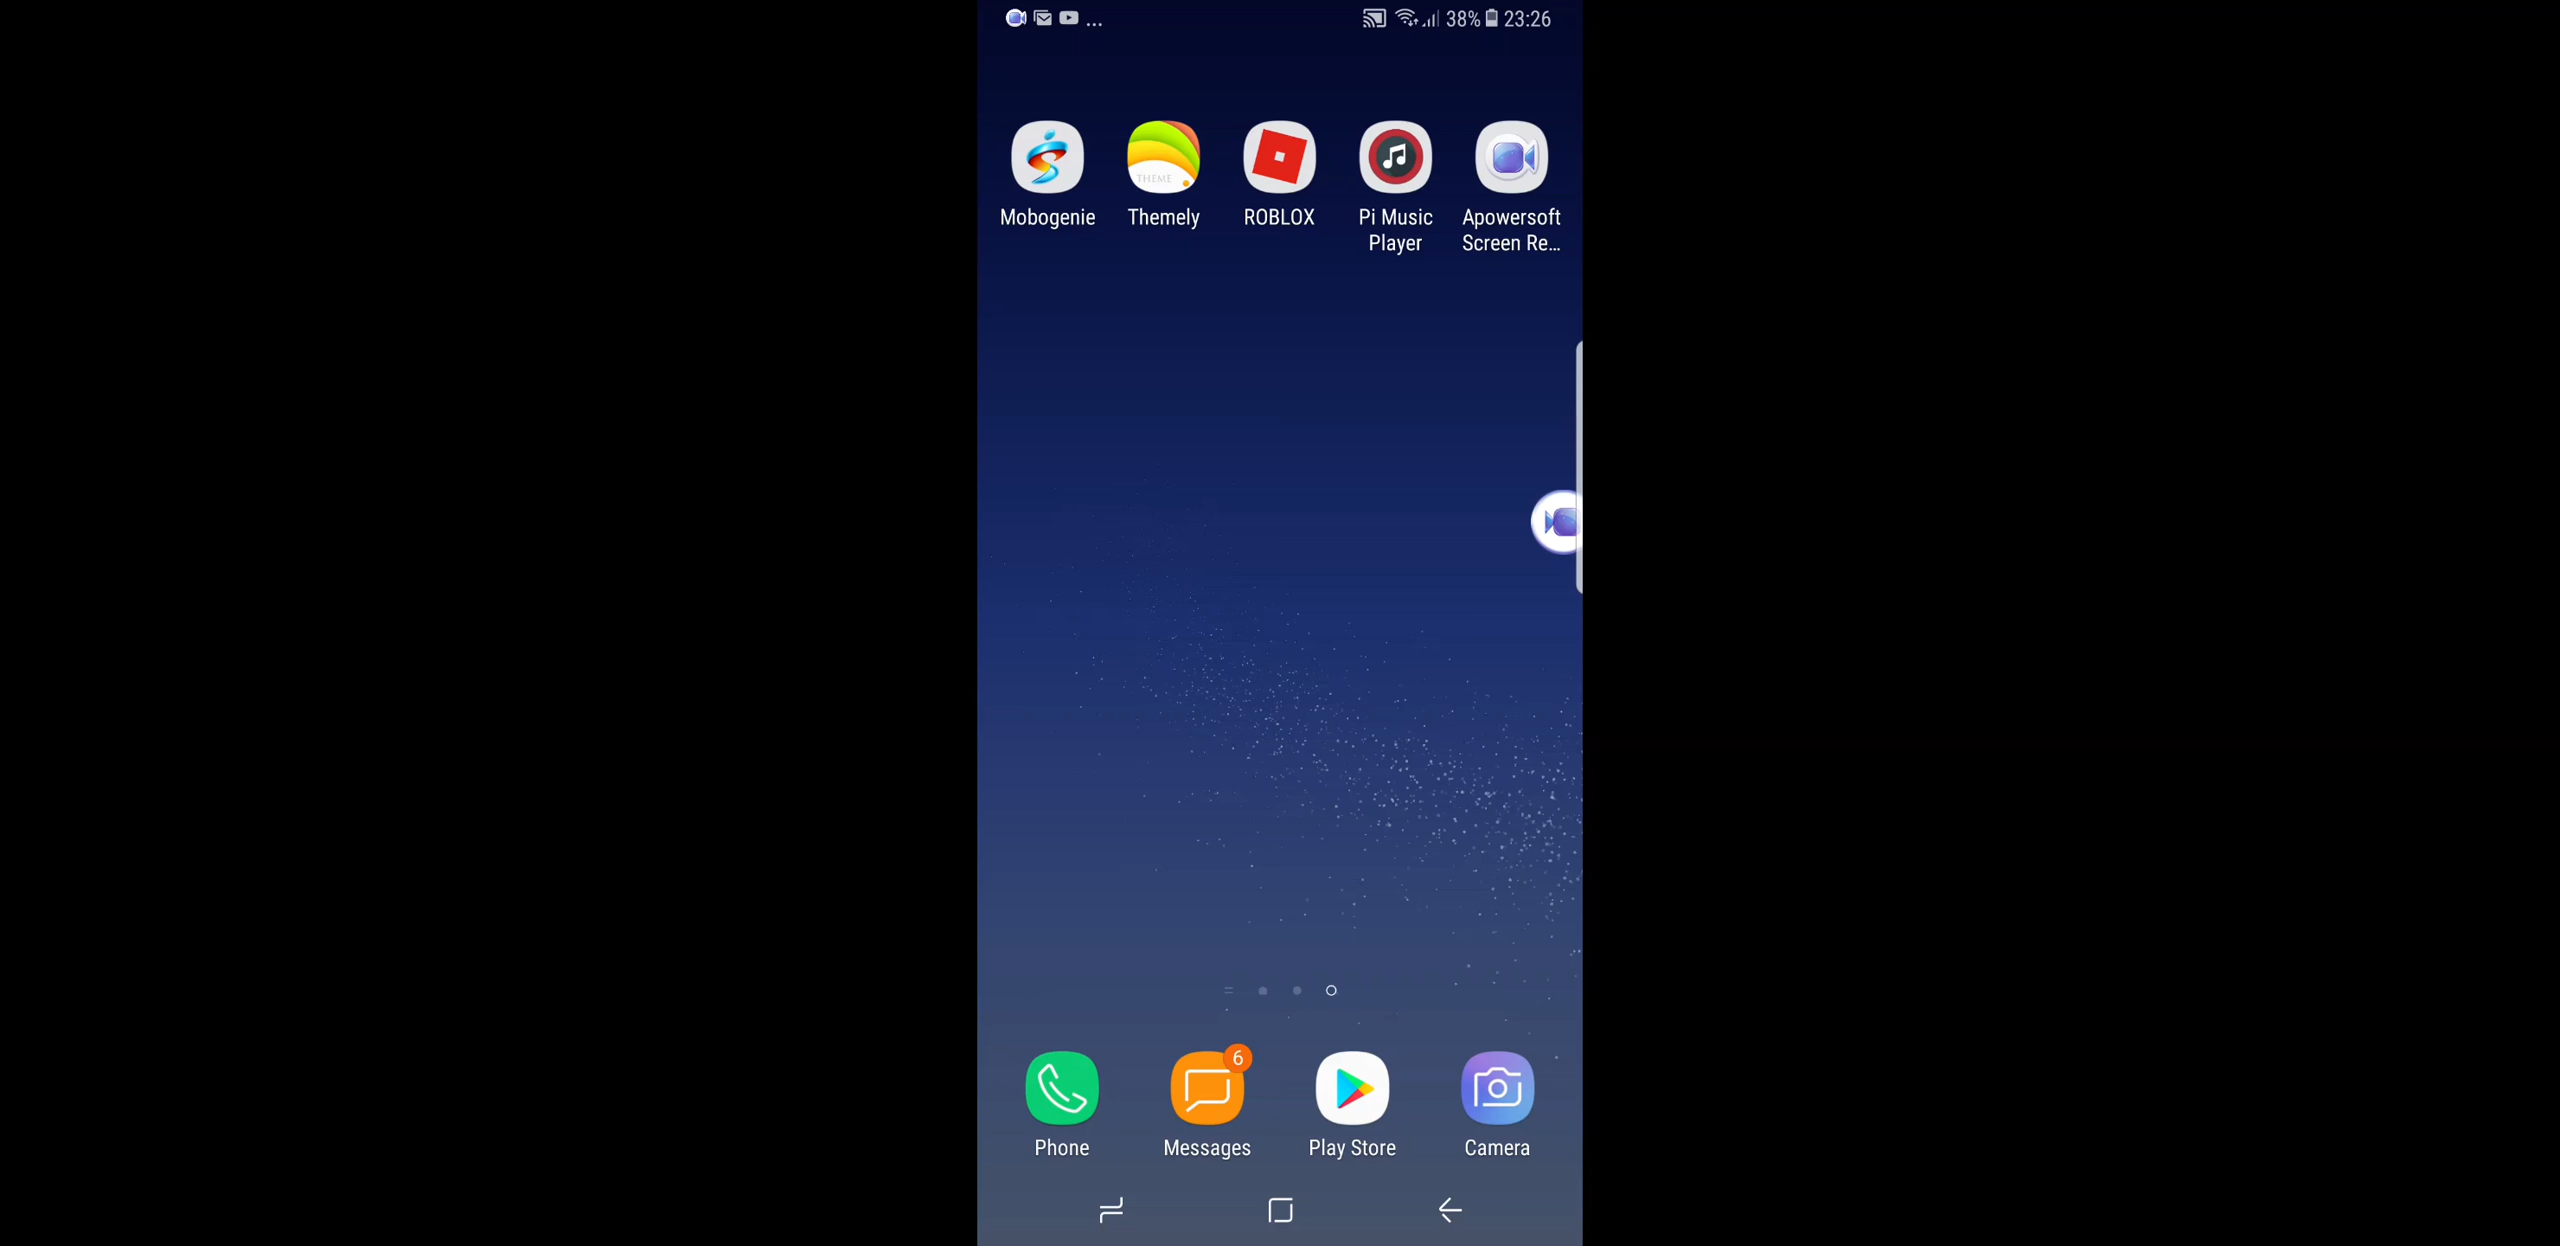 ...
38% 23:26
THEME
Mobogenie Themely ROBLOX Pi Music Player Apowersoft Screen Re...
6
Phone Messages Play Store Camera